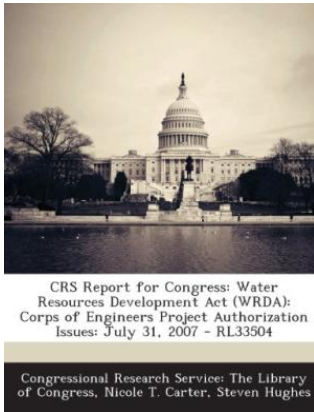 CRS Report for Congress: Water
Resources Development Act (WRDA):
Corps of Engineers Project Authorization
Issues: July 31, 2007 - RL33504
Congressional Research Service: The Library
of Congress, Nicole T. Carter, Steven Hughes